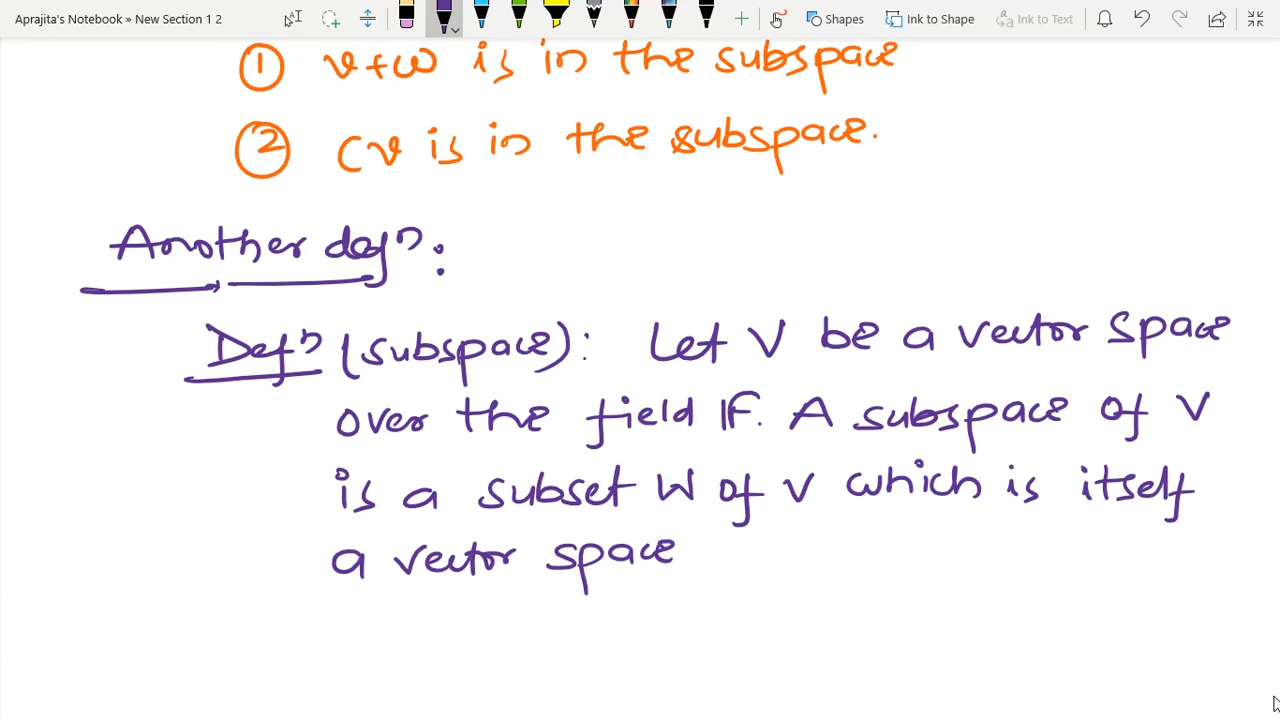 Aprajita's Notebook » New Section 1 2
Shapes Ink to Shape Ink to Text
① v+w is in the subspace
② cv is in the subspace.
Another defⁿ:
Defⁿ (subspace): Let V be a vector space
over the field IF. A subspace of V
is a subset W of V which is itself
a vector space